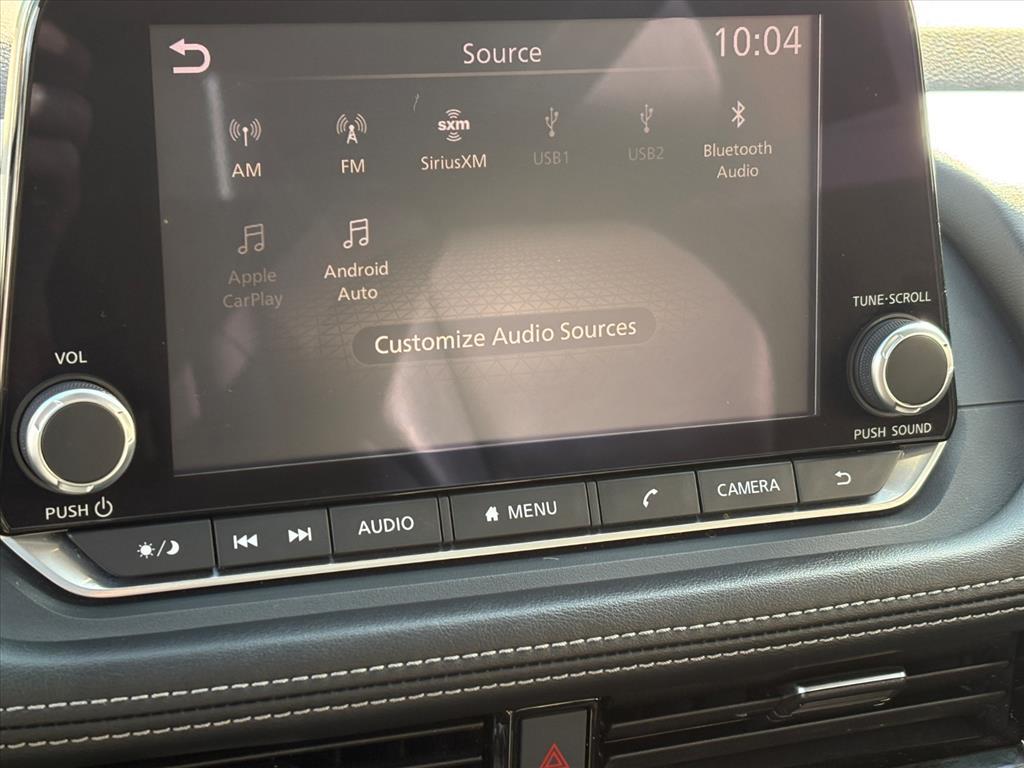 Source
10:04
AM
FM
sxm
SiriusXM
USB1
USB2
Bluetooth
Audio
Apple
CarPlay
Android
Auto
Customize Audio Sources
VOL
PUSH
TUNE·SCROLL
PUSH SOUND
AUDIO
MENU
CAMERA